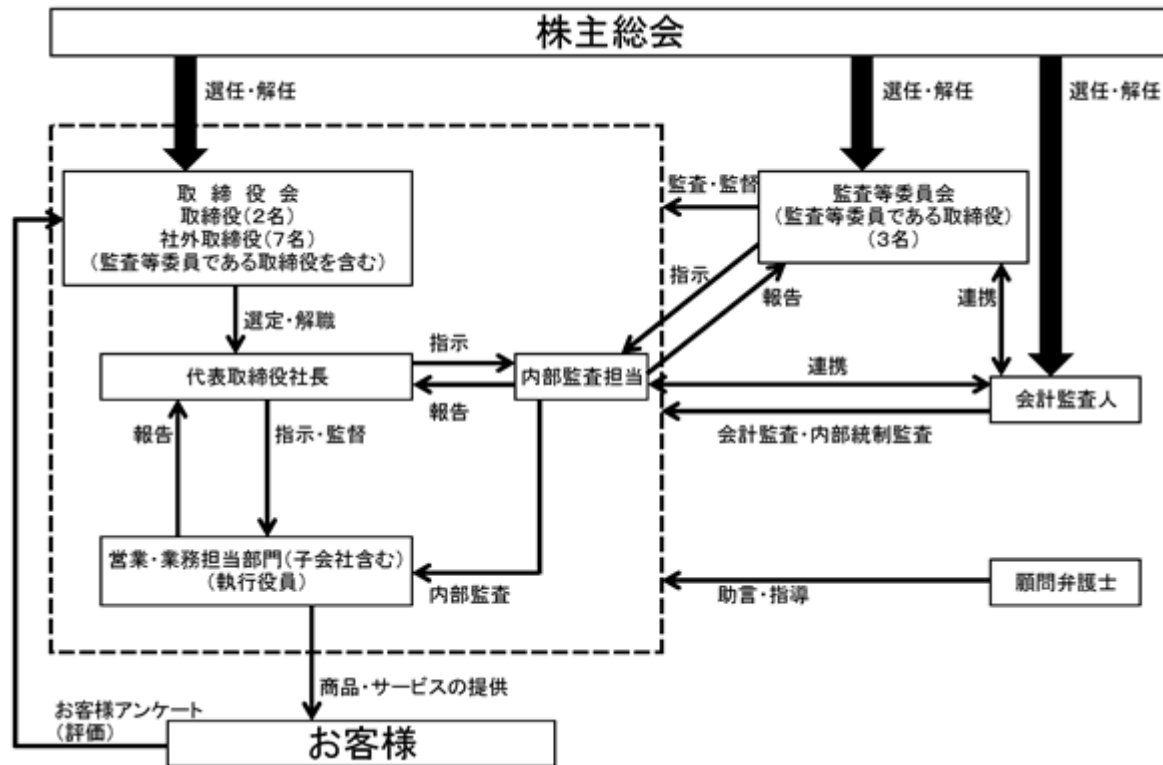 株主総会
選任・解任
選任・解任
選任・解任
取締役会
取締役(2名)
社外取締役(7名)
(監査等委員である取締役を含む)
監査・監督
監査等委員会
(監査等委員である取締役)
(3名)
指示
報告
連携
選定・解職
代表取締役社長
指示
報告
内部監査担当
連携
会計監査人
会計監査・内部統制監査
報告
指示・監督
営業・業務担当部門(子会社含む)
(執行役員)
内部監査
助言・指導
顧問弁護士
商品・サービスの提供
お客様アンケート
(評価)
お客様